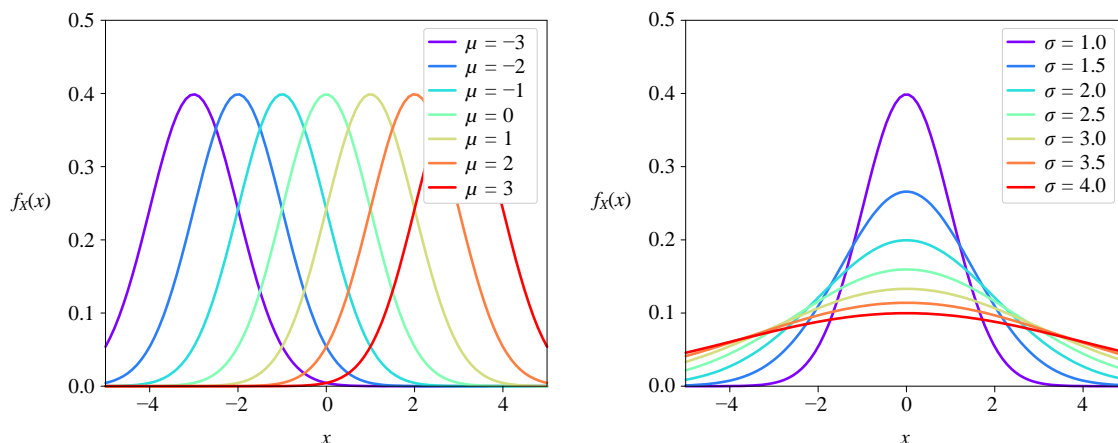 0.5
0.4
0.3
0.2
0.1
0.0
−4
−2
0
2
4
x
f_X(x)
μ = −3
μ = −2
μ = −1
μ = 0
μ = 1
μ = 2
μ = 3
0.5
0.4
0.3
0.2
0.1
0.0
−4
−2
0
2
4
x
f_X(x)
σ = 1.0
σ = 1.5
σ = 2.0
σ = 2.5
σ = 3.0
σ = 3.5
σ = 4.0